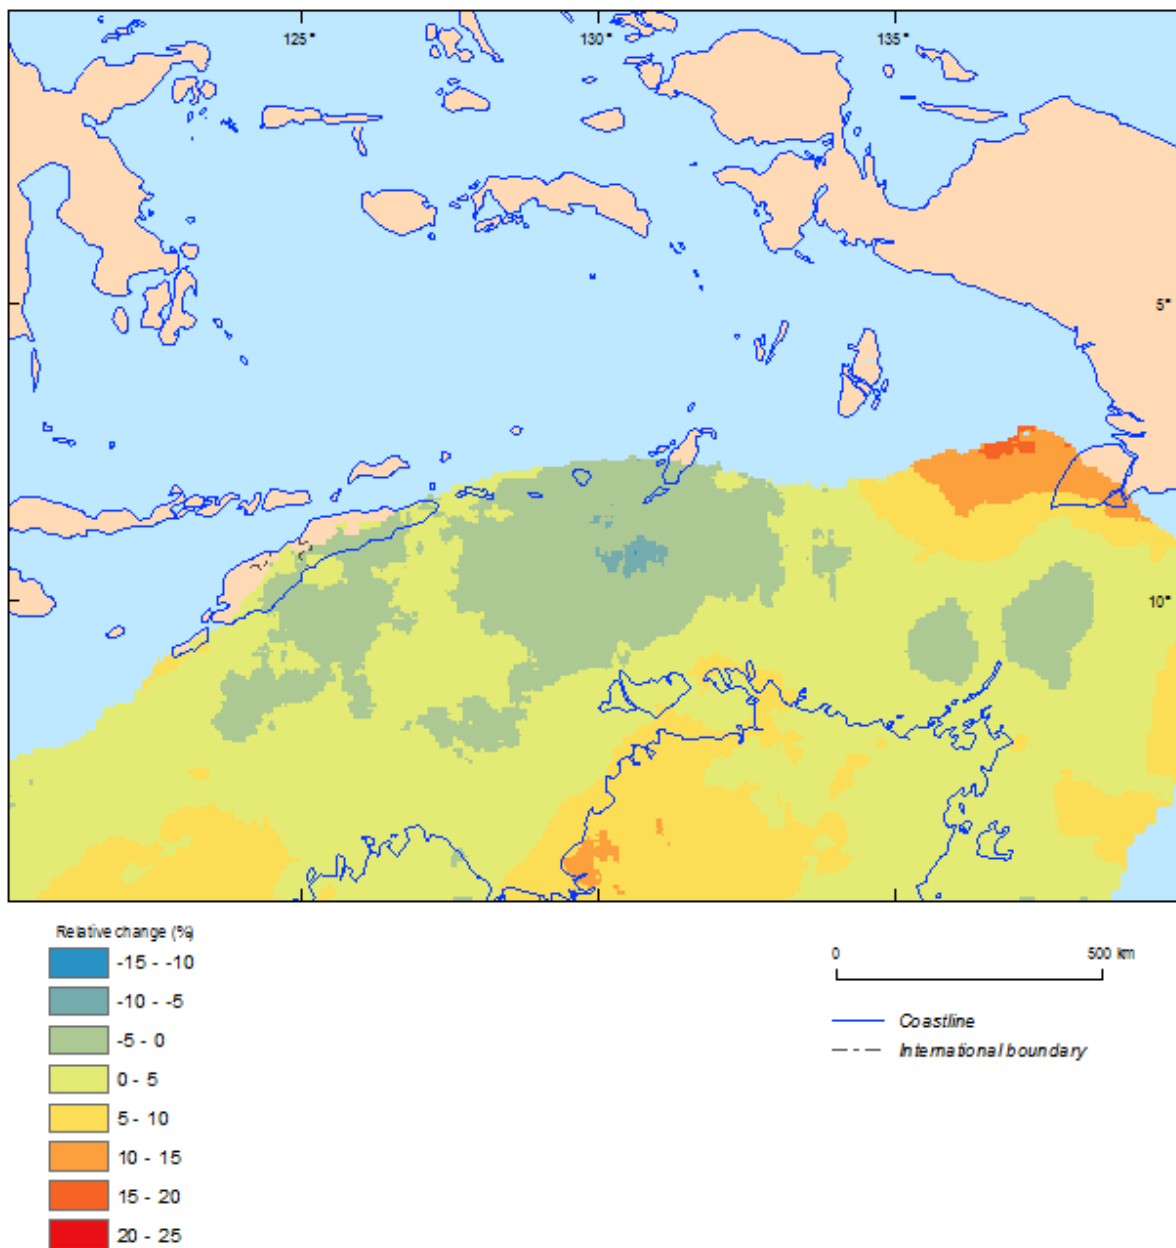 125° 130° 135°
5°
10°
Relative change (%)
-15 - -10
-10 - -5
-5 - 0
0 - 5
5 - 10
10 - 15
15 - 20
20 - 25
0 500 km
Coastline
International boundary